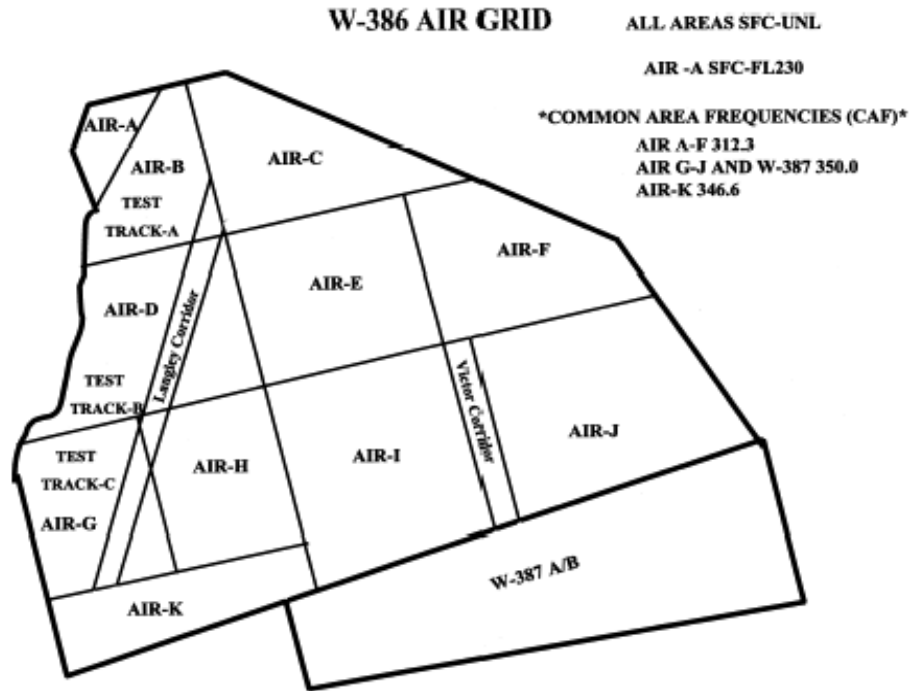 W-386 AIR GRID
ALL AREAS SFC-UNL
AIR -A SFC-FL230
*COMMON AREA FREQUENCIES (CAF)*
AIR A-F 312.3
AIR G-J AND W-387 350.0
AIR-K 346.6
AIR-A
AIR-B
TEST
TRACK-A
AIR-C
AIR-D
TEST
TRACK-B
Langley Corridor
AIR-E
AIR-F
TEST
TRACK-C
AIR-G
AIR-H
AIR-I
Victor Corridor
AIR-J
AIR-K
W-387 A/B